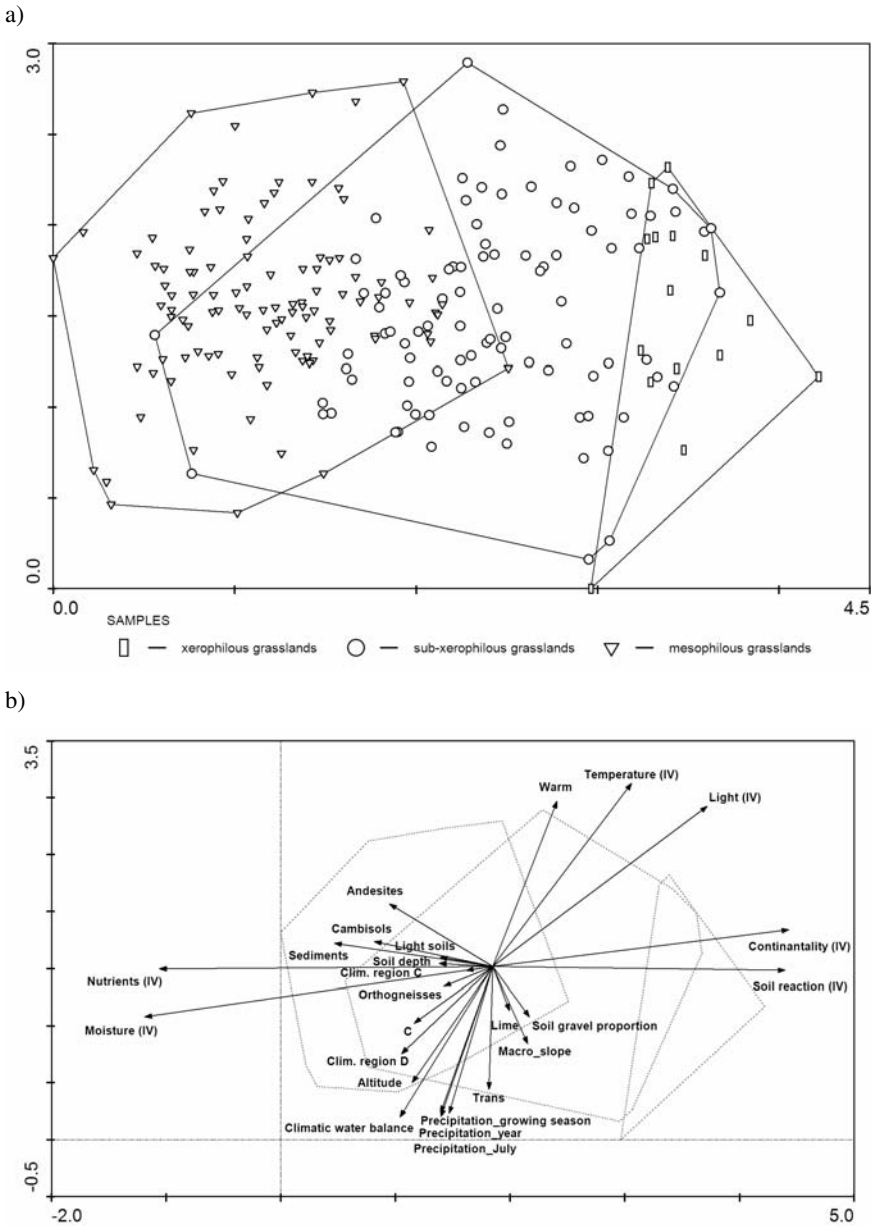 a)
3.0
0.0
0.0 4.5
SAMPLES
xerophilous grasslands sub-xerophilous grasslands mesophilous grasslands
b)
3.5
Warm
Temperature (IV)
Light (IV)
Andesites
Cambisols
Light soils
Continantality (IV)
Sediments
Soil depth
Clim. region C
Nutrients (IV)
Soil reaction (IV)
Orthogneisses
Moisture (IV)
C
Lime
Soil gravel proportion
Macro_slope
Clim. region D
Altitude
Trans
Climatic water balance
Precipitation_growing season
Precipitation_year
Precipitation_July
-0.5
-2.0 5.0